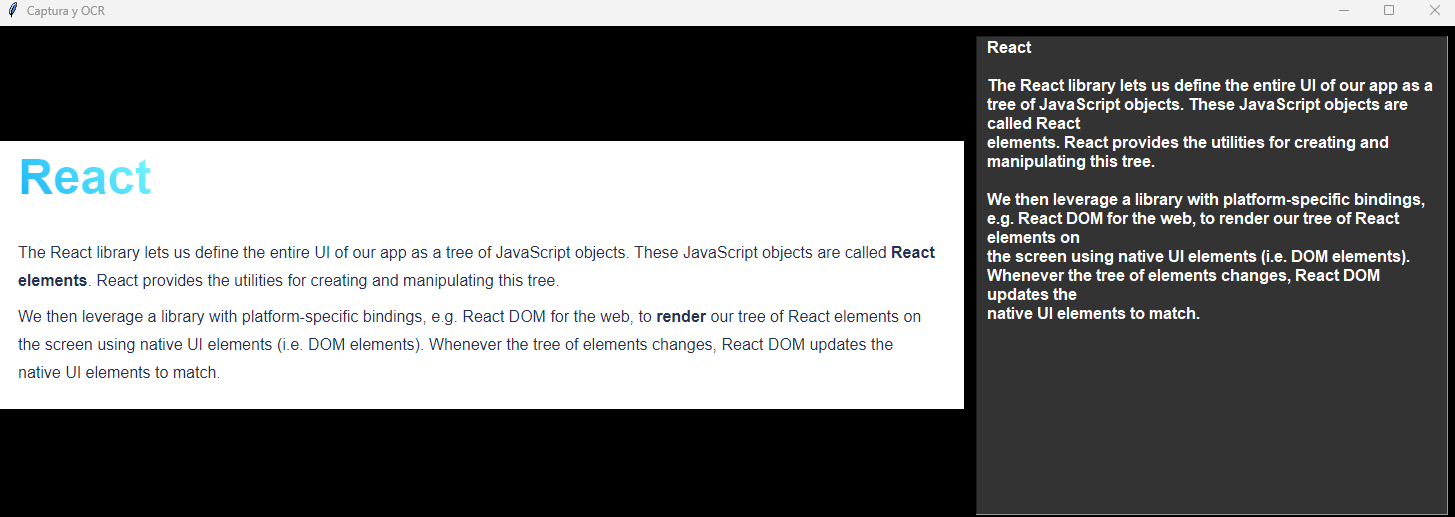 Captura y OCR
React
The React library lets us define the entire UI of our app as a tree of JavaScript objects. These JavaScript objects are called React
elements. React provides the utilities for creating and manipulating this tree.
We then leverage a library with platform-specific bindings, e.g. React DOM for the web, to render our tree of React elements on
the screen using native UI elements (i.e. DOM elements). Whenever the tree of elements changes, React DOM updates the
native UI elements to match.
React
The React library lets us define the entire UI of our app as a
tree of JavaScript objects. These JavaScript objects are
called React
elements. React provides the utilities for creating and
manipulating this tree.
We then leverage a library with platform-specific bindings,
e.g. React DOM for the web, to render our tree of React
elements on
the screen using native UI elements (i.e. DOM elements).
Whenever the tree of elements changes, React DOM
updates the
native UI elements to match.